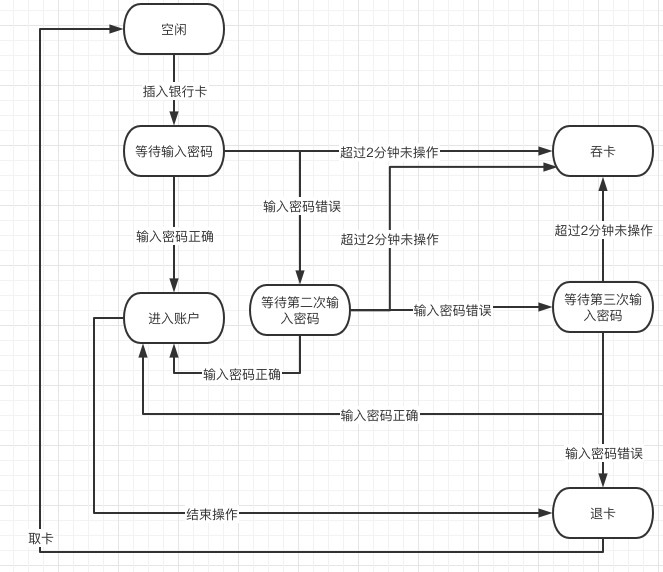 空闲
插入银行卡
等待输入密码
超过2分钟未操作
吞卡
输入密码错误
输入密码正确
超过2分钟未操作
超过2分钟未操作
进入账户
等待第二次输
入密码
输入密码错误
等待第三次输
入密码
输入密码正确
输入密码正确
输入密码错误
结束操作
退卡
取卡